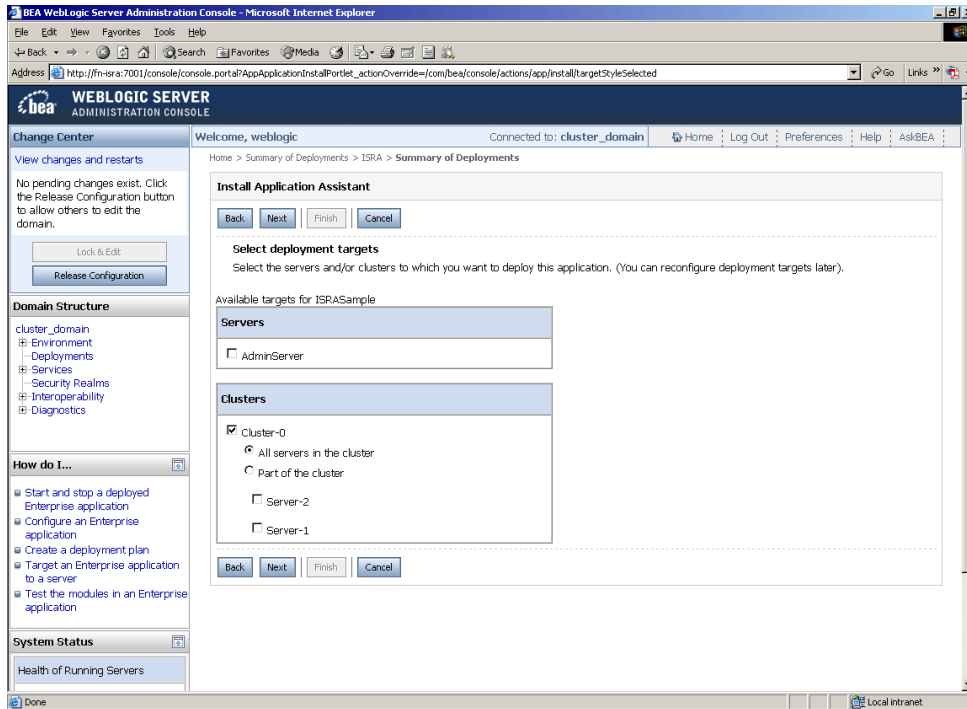 BEA WebLogic Server Administration Console - Microsoft Internet Explorer
File Edit View Favorites Tools Help
Back Search Favorites Media
Address http://fn-isra:7001/console/console.portal?AppApplicationInstallPortlet_actionOverride=/com/bea/console/actions/app/install/targetStyleSelected Go Links »
bea WEBLOGIC SERVER
ADMINISTRATION CONSOLE
Change Center
View changes and restarts
No pending changes exist. Click
the Release Configuration button
to allow others to edit the
domain.
Lock & Edit
Release Configuration
Domain Structure
cluster_domain
Environment
Deployments
Services
Security Realms
Interoperability
Diagnostics
How do I...
Start and stop a deployed
Enterprise application
Configure an Enterprise
application
Create a deployment plan
Target an Enterprise application
to a server
Test the modules in an Enterprise
application
System Status
Health of Running Servers
Welcome, weblogic Connected to: cluster_domain Home Log Out Preferences Help AskBEA
Home > Summary of Deployments > ISRA > Summary of Deployments
Install Application Assistant
Back Next Finish Cancel
Select deployment targets
Select the servers and/or clusters to which you want to deploy this application. (You can reconfigure deployment targets later).
Available targets for ISRASample
Servers
AdminServer
Clusters
Cluster-0
All servers in the cluster
Part of the cluster
Server-2
Server-1
Back Next Finish Cancel
Done Local intranet